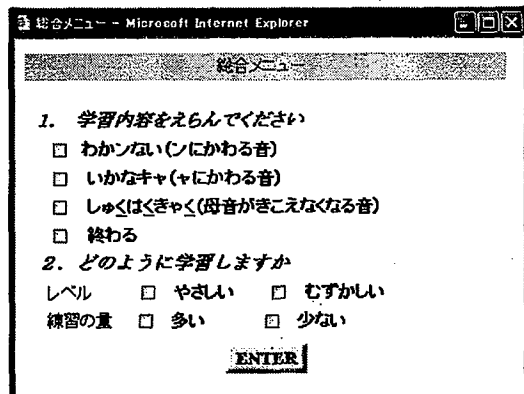 総合メニュー - Microsoft Internet Explorer
総合メニュー
1. 学習内容をえらんでください
□ わかンない(ンにかわる音)
□ いかなキャ(ャにかわる音)
□ しゅくはくきゃく(母音がきこえなくなる音)
□ 終わる
2. どのように学習しますか
レベル □ やさしい □ むずかしい
練習の量 □ 多い □ 少ない
ENTER